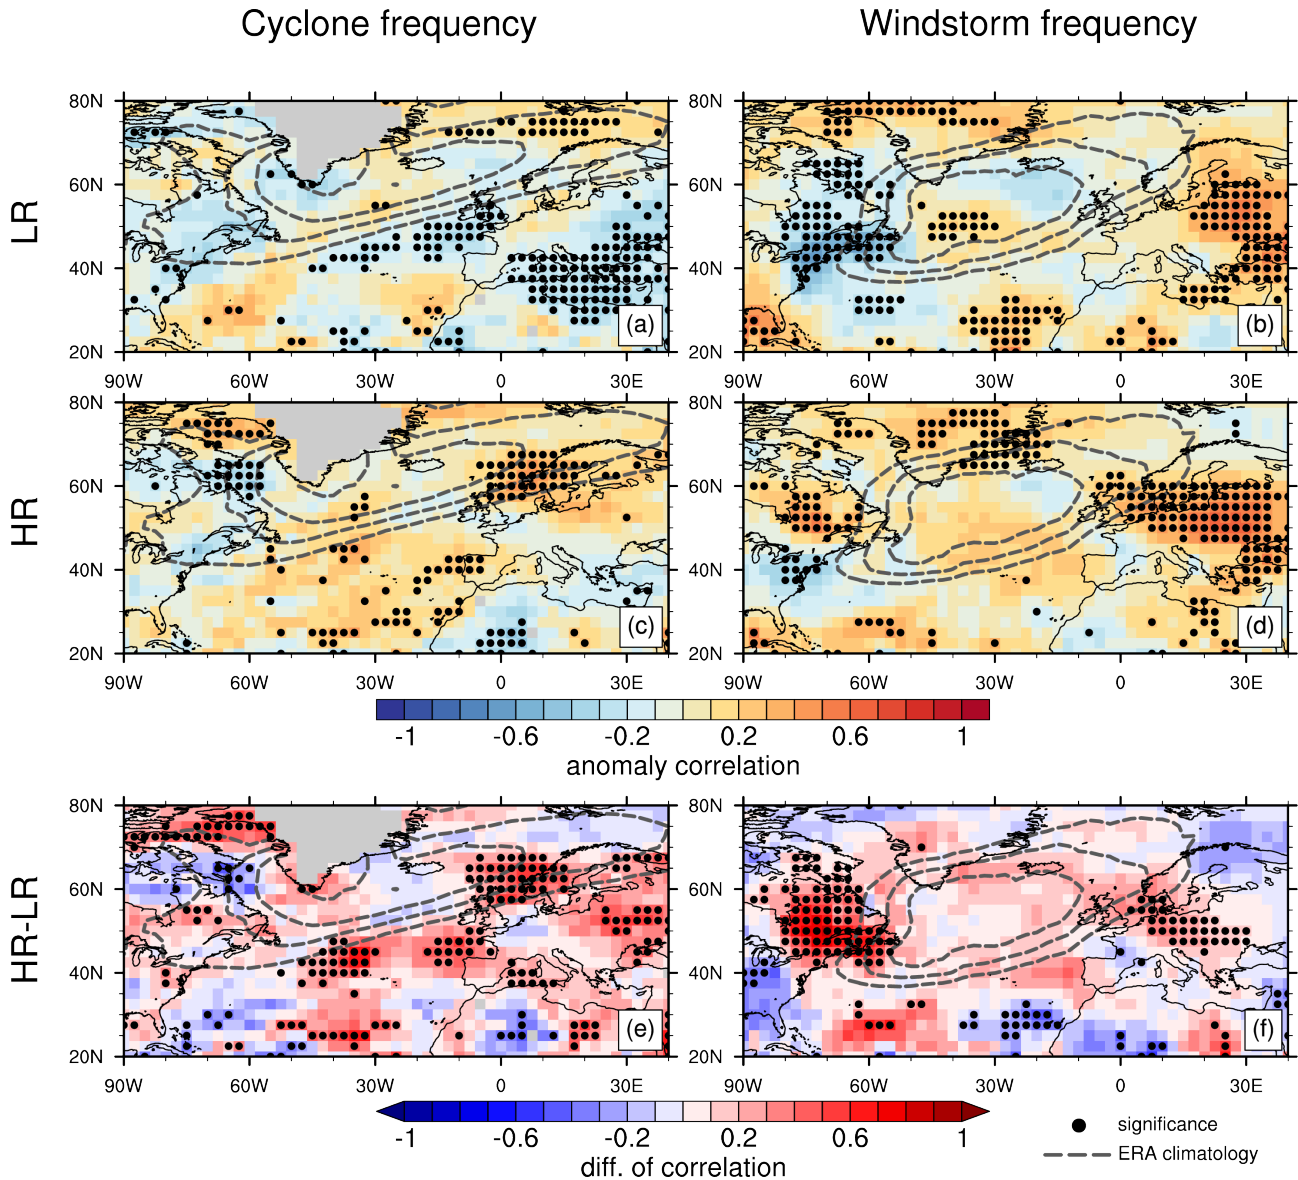 Cyclone frequency Windstorm frequency
80N 80N
60N 60N
LR
40N 40N
(a) (b)
20N 20N
90W 60W 30W 0 30E 90W 60W 30W 0 30E
80N 80N
60N 60N
HR
40N 40N
(c) (d)
20N 20N
90W 60W 30W 0 30E 90W 60W 30W 0 30E
-1 -0.6 -0.2 0.2 0.6 1
anomaly correlation
80N 80N
60N 60N
HR-LR
40N 40N
(e) (f)
20N 20N
90W 60W 30W 0 30E 90W 60W 30W 0 30E
-1 -0.6 -0.2 0.2 0.6 1
diff. of correlation
significance
ERA climatology